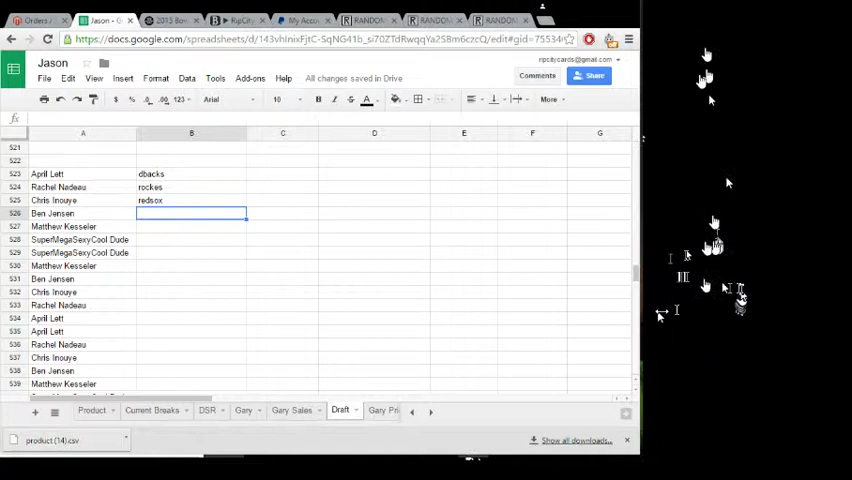 Orders /
Jason - G
2015 Bow
RipCity
My Accou
RANDOM
RANDOM
RANDOM
https://docs.google.com/spreadsheets/d/143vhInixFjtC-SqNG41b_si70ZTdRwqqYa2SBm6czcQ/edit#gid=75534
Jason
ripcitycards@gmail.com
File Edit View Insert Format Data Tools Add-ons Help All changes saved in Drive
Comments
Share
$ % .0 .00 123 Arial 10 B I S A More
fx
A B C D E F G
521
522
523 April Lett dbacks
524 Rachel Nadeau rockes
525 Chris Inouye redsox
526 Ben Jensen
527 Matthew Kesseler
528 SuperMegaSexyCool Dude
529 SuperMegaSexyCool Dude
530 Matthew Kesseler
531 Ben Jensen
532 Chris Inouye
533 Rachel Nadeau
534 April Lett
535 April Lett
536 Rachel Nadeau
537 Chris Inouye
538 Ben Jensen
539 Matthew Kesseler
Product Current Breaks DSR Gary Gary Sales Draft Gary Pri
product (14).csv
Show all downloads...